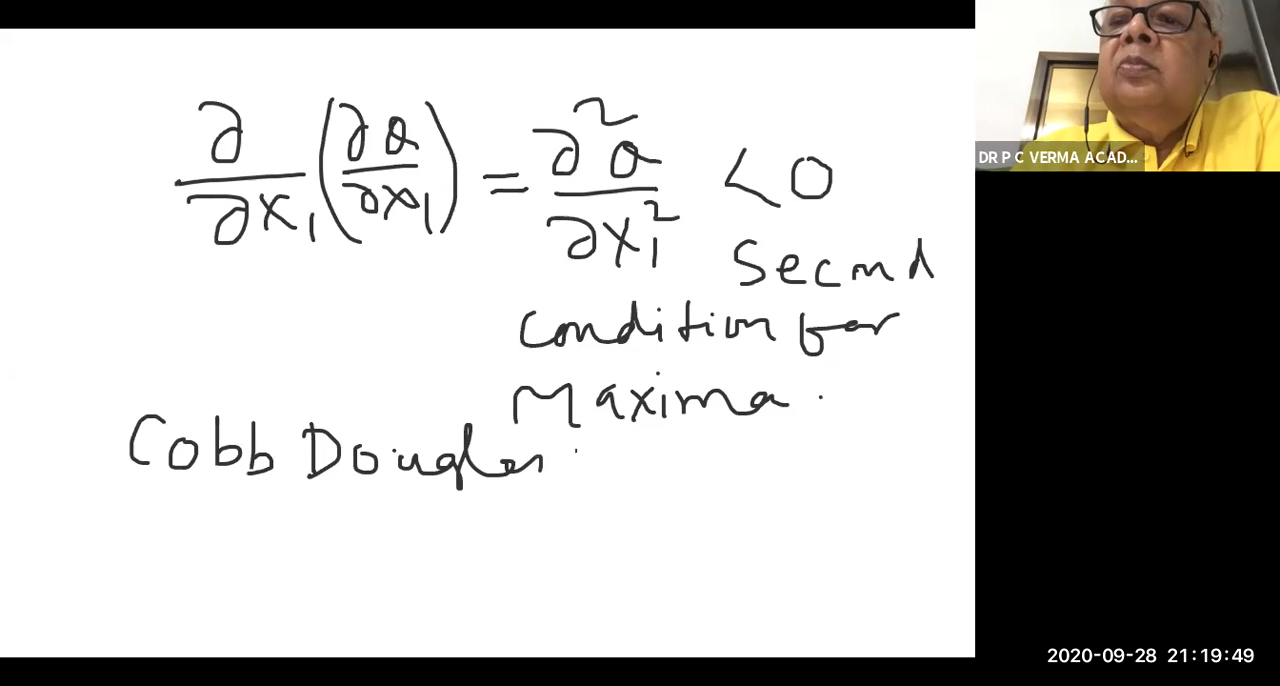 ∂/∂x₁ (∂Q/∂x₁) = ∂²Q/∂x₁² < 0
Second
condition for
Maxima.
Cobb Douglas
DR P C VERMA ACAD...
2020-09-28 21:19:49